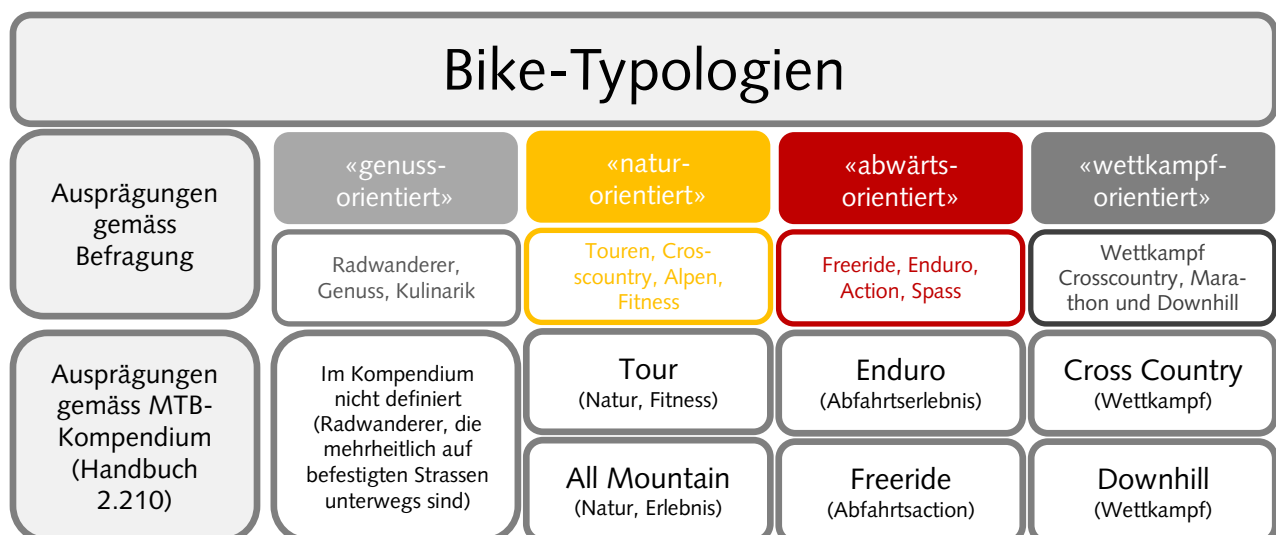 Bike-Typologien
Ausprägungen
gemäss
Befragung
«genuss-
orientiert»
«natur-
orientiert»
«abwärts-
orientiert»
«wettkampf-
orientiert»
Radwanderer,
Genuss, Kulinarik
Touren, Cros-
scountry, Alpen,
Fitness
Freeride, Enduro,
Action, Spass
Wettkampf
Crosscountry, Mara-
thon und Downhill
Ausprägungen
gemäss MTB-
Kompendium
(Handbuch
2.210)
Im Kompendium
nicht definiert
(Radwanderer, die
mehrheitlich auf
befestigten Strassen
unterwegs sind)
Tour
(Natur, Fitness)
Enduro
(Abfahrtserlebnis)
Cross Country
(Wettkampf)
All Mountain
(Natur, Erlebnis)
Freeride
(Abfahrtsaction)
Downhill
(Wettkampf)